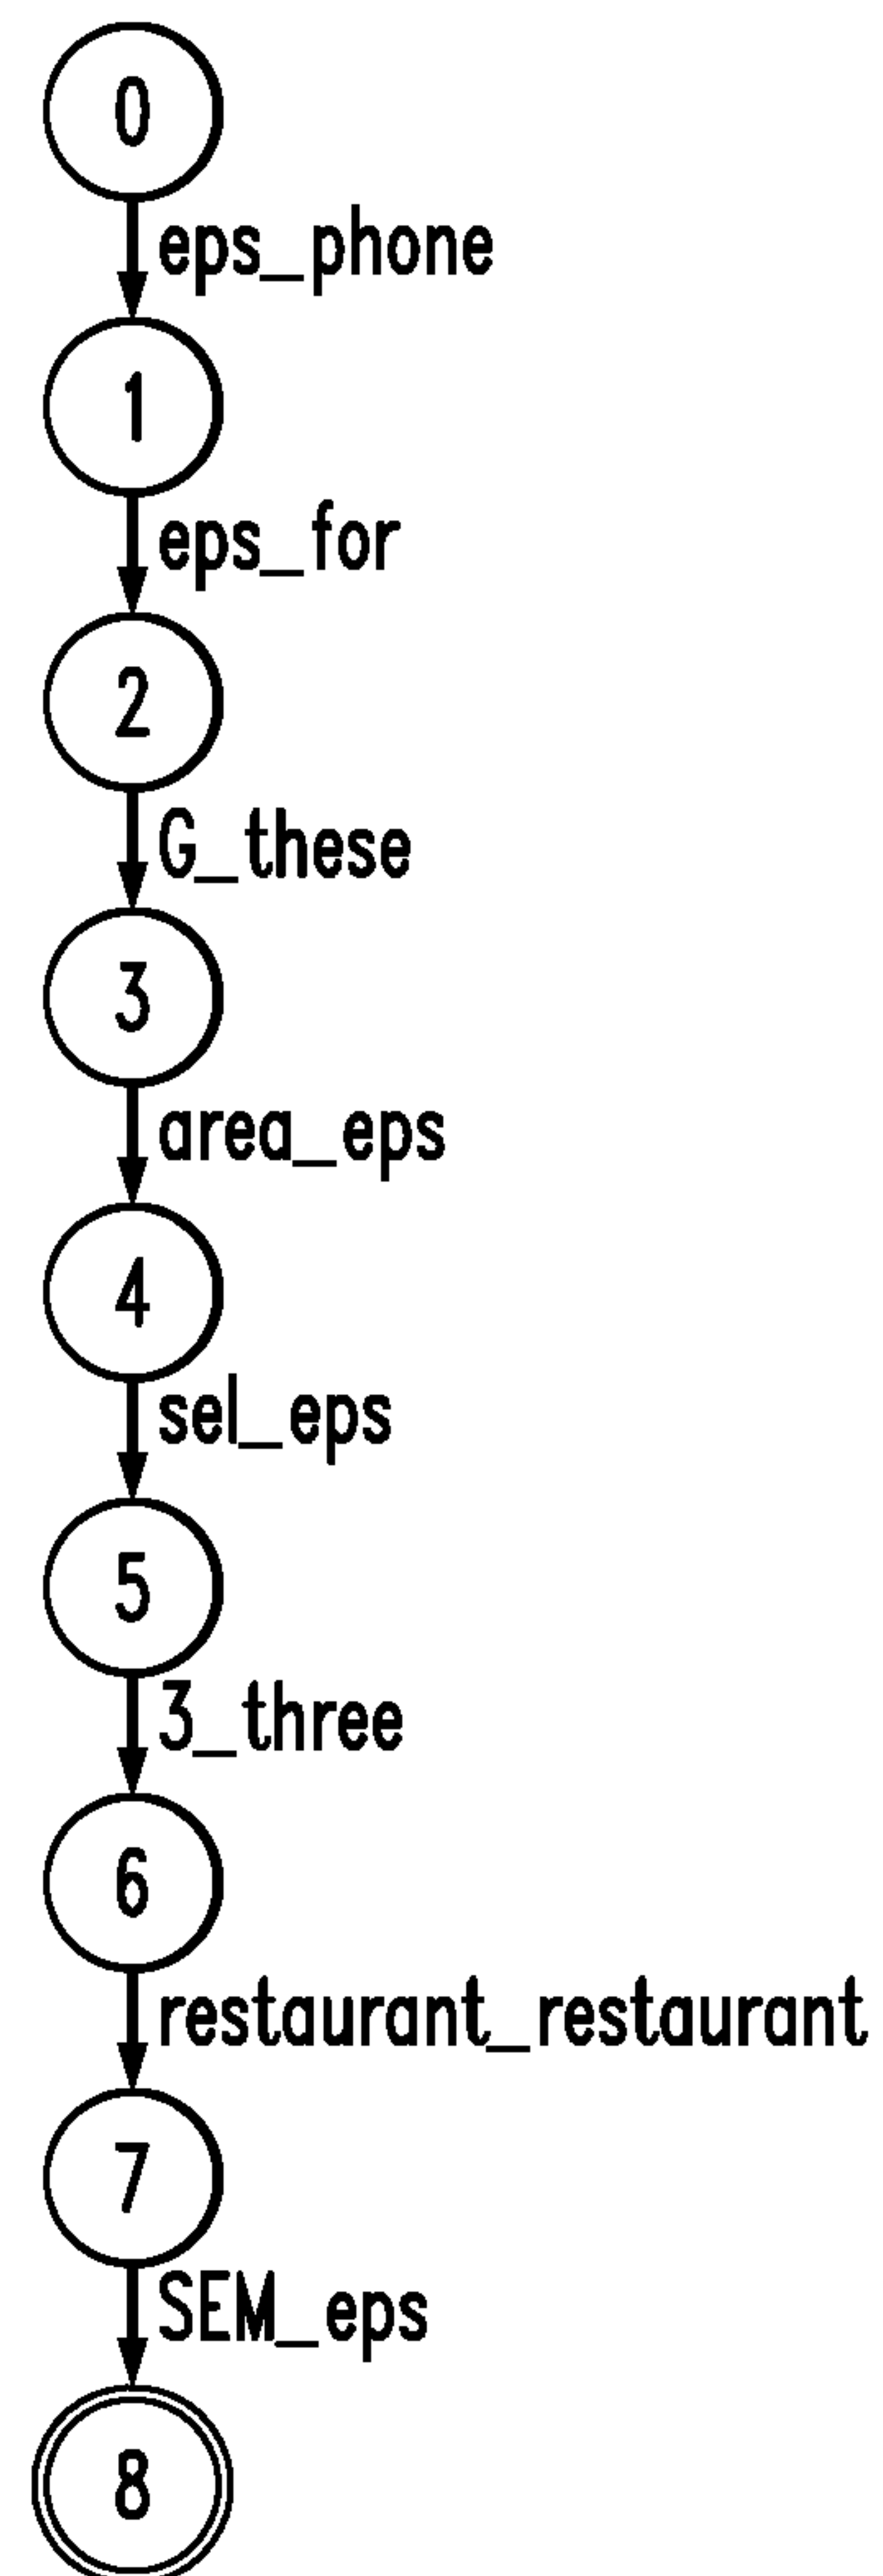 0
eps_phone
1
eps_for
2
G_these
3
area_eps
4
sel_eps
5
3_three
6
restaurant_restaurant
7
SEM_eps
8